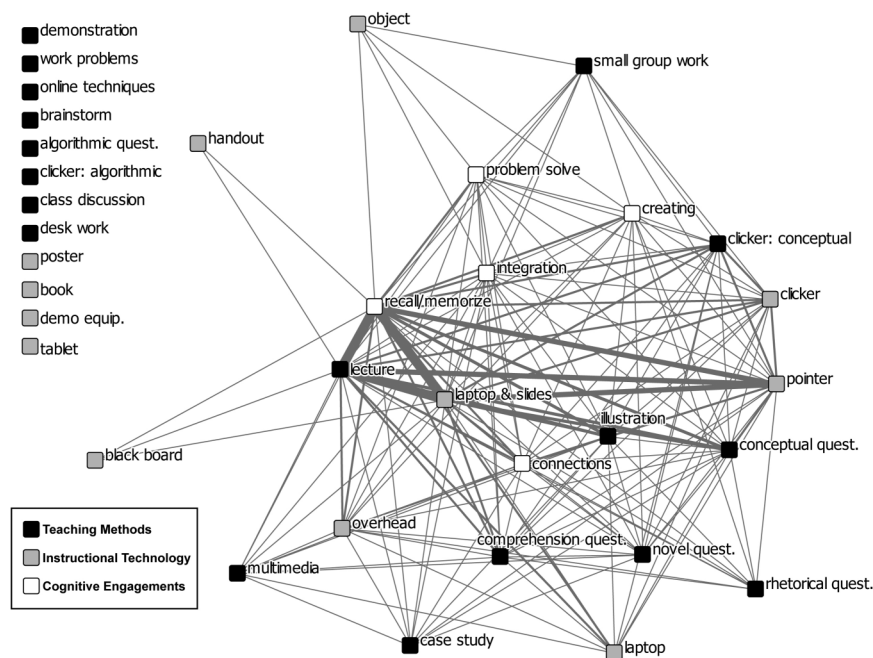 demonstration
work problems
online techniques
brainstorm
algorithmic quest.
clicker: algorithmic
class discussion
desk work
poster
book
demo equip.
tablet
object
small group work
handout
problem solve
creating
clicker: conceptual
integration
clicker
recall/memorize
lecture
pointer
laptop & slides
illustration
conceptual quest.
black board
connections
overhead
comprehension quest.
novel quest.
multimedia
rhetorical quest.
case study
laptop
Teaching Methods
Instructional Technology
Cognitive Engagements